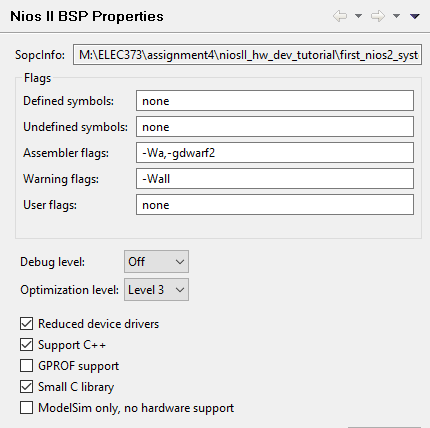 Nios II BSP Properties
SopcInfo: M:\ELEC373\assignment4\niosII_hw_dev_tutorial\first_nios2_syst
Flags
Defined symbols: none
Undefined symbols: none
Assembler flags: -Wa,-gdwarf2
Warning flags: -Wall
User flags: none
Debug level: Off
Optimization level: Level 3
Reduced device drivers
Support C++
GPROF support
Small C library
ModelSim only, no hardware support